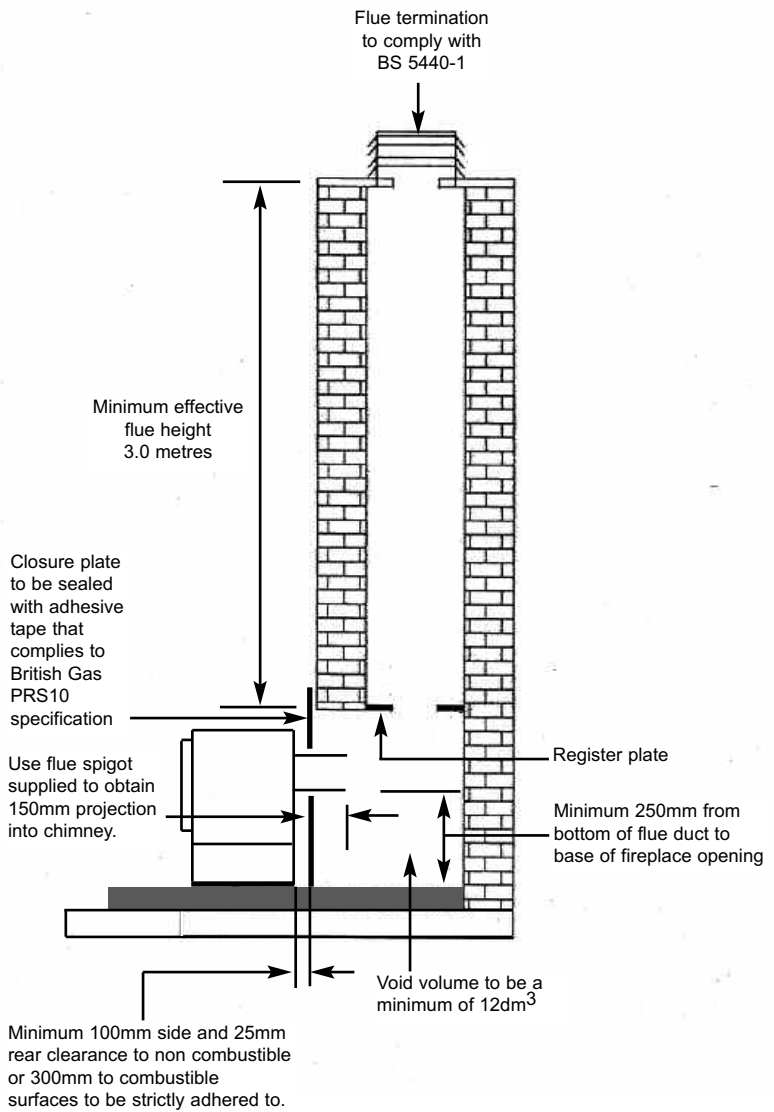 Flue termination
to comply with
BS 5440-1
Minimum effective
flue height
3.0 metres
Closure plate
to be sealed
with adhesive
tape that
complies to
British Gas
PRS10
specification
Use flue spigot
supplied to obtain
150mm projection
into chimney.
Register plate
Minimum 250mm from
bottom of flue duct to
base of fireplace opening
Void volume to be a
minimum of 12dm3
Minimum 100mm side and 25mm
rear clearance to non combustible
or 300mm to combustible
surfaces to be strictly adhered to.